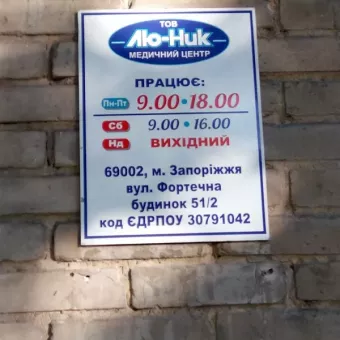 ТОВ
Лю-Ник
МЕДИЧНИЙ ЦЕНТР
ПРАЦЮЄ:
Пн-Пт 9.00•18.00
Сб 9.00•16.00
Нд ВИХІДНИЙ
69002, м. Запоріжжя
вул. Фортечна
будинок 51/2
код ЄДРПОУ 30791042